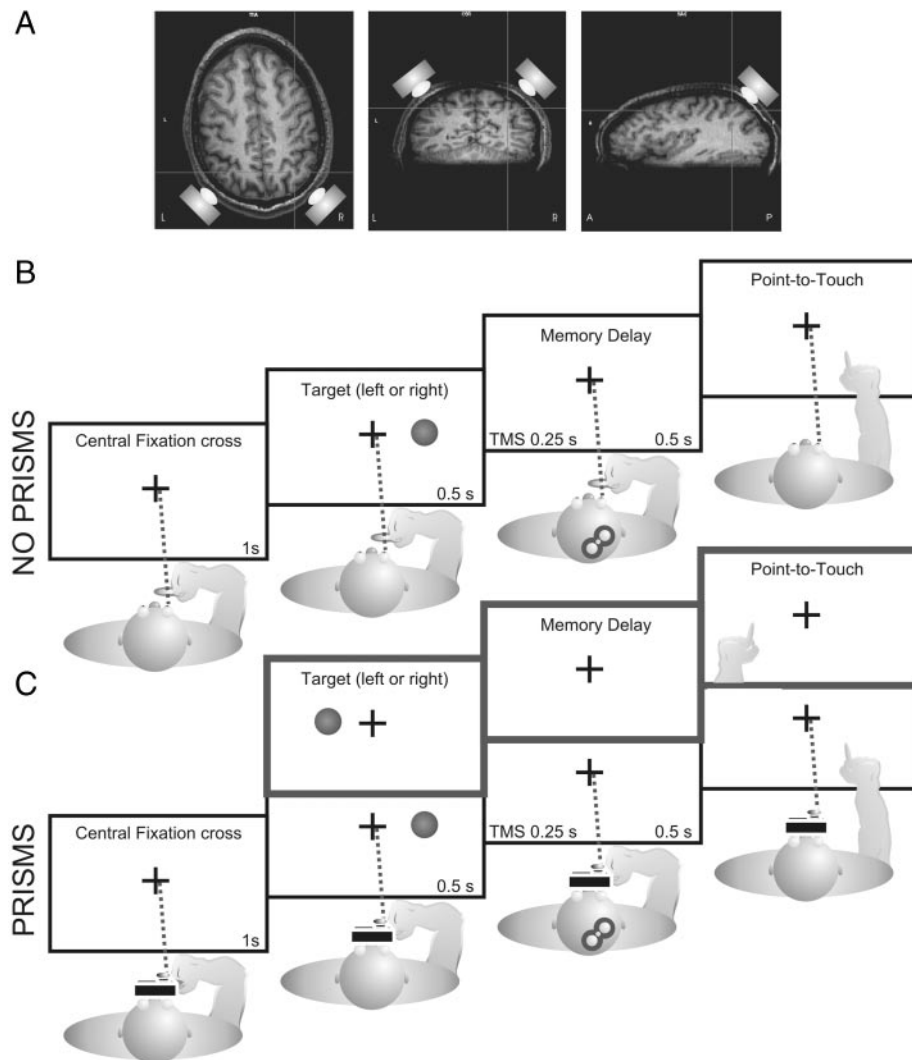 A
L
L R
L
L R
A P
B
NO PRISMS
Central Fixation cross
1s
Target (left or right)
0.5 s
Memory Delay
TMS 0.25 s 0.5 s
Point-to-Touch
C
PRISMS
Central Fixation cross
1s
Target (left or right)
0.5 s
Memory Delay
TMS 0.25 s 0.5 s
Point-to-Touch